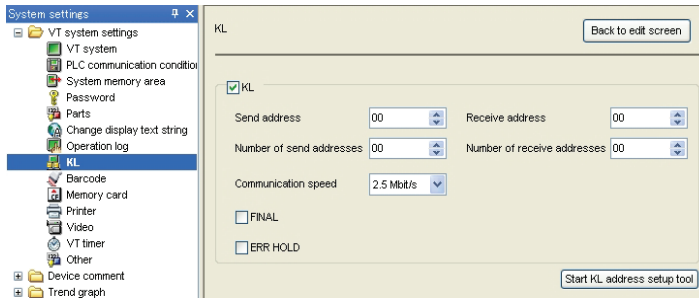 System settings
VT system settings
VT system
PLC communication condition
System memory area
Password
Parts
Change display text string
Operation log
KL
Barcode
Memory card
Printer
Video
VT timer
Other
Device comment
Trend graph
KL
Back to edit screen
KL
Send address 00 Receive address 00
Number of send addresses 00 Number of receive addresses 00
Communication speed 2.5 Mbit/s
FINAL
ERR HOLD
Start KL address setup tool